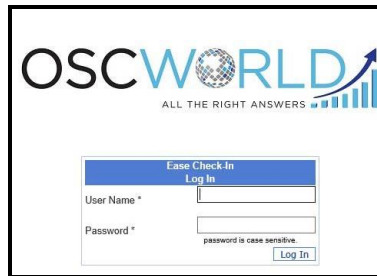 OSCWORLD
ALL THE RIGHT ANSWERS
Ease Check-In
Log In
User Name *
Password *
password is case sensitive.
Log In